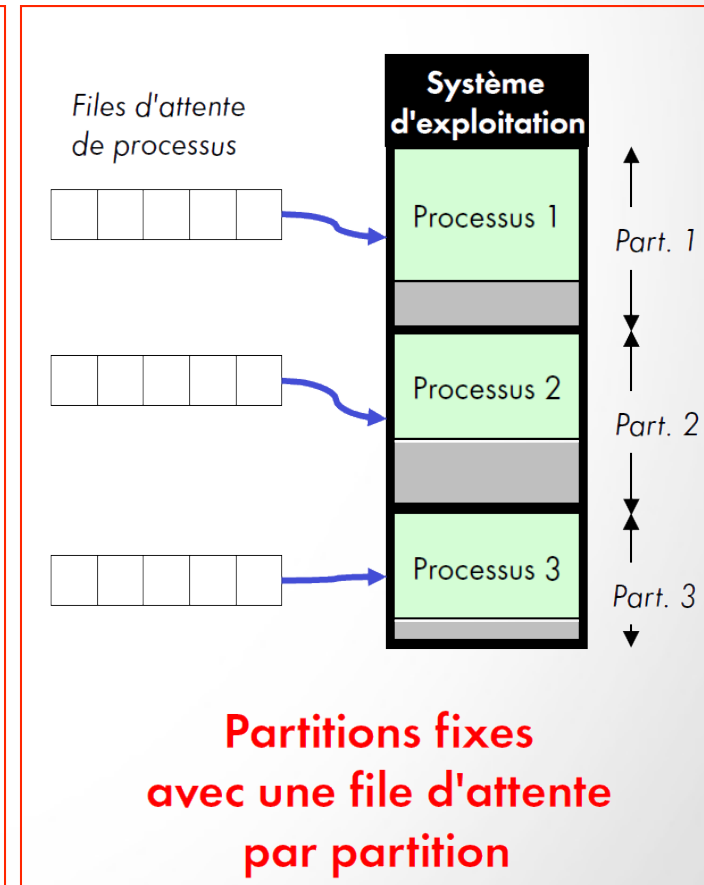 Files d'attente
de processus
Système
d'exploitation
Processus 1
Part. 1
Processus 2
Part. 2
Processus 3
Part. 3
Partitions fixes
avec une file d'attente
par partition